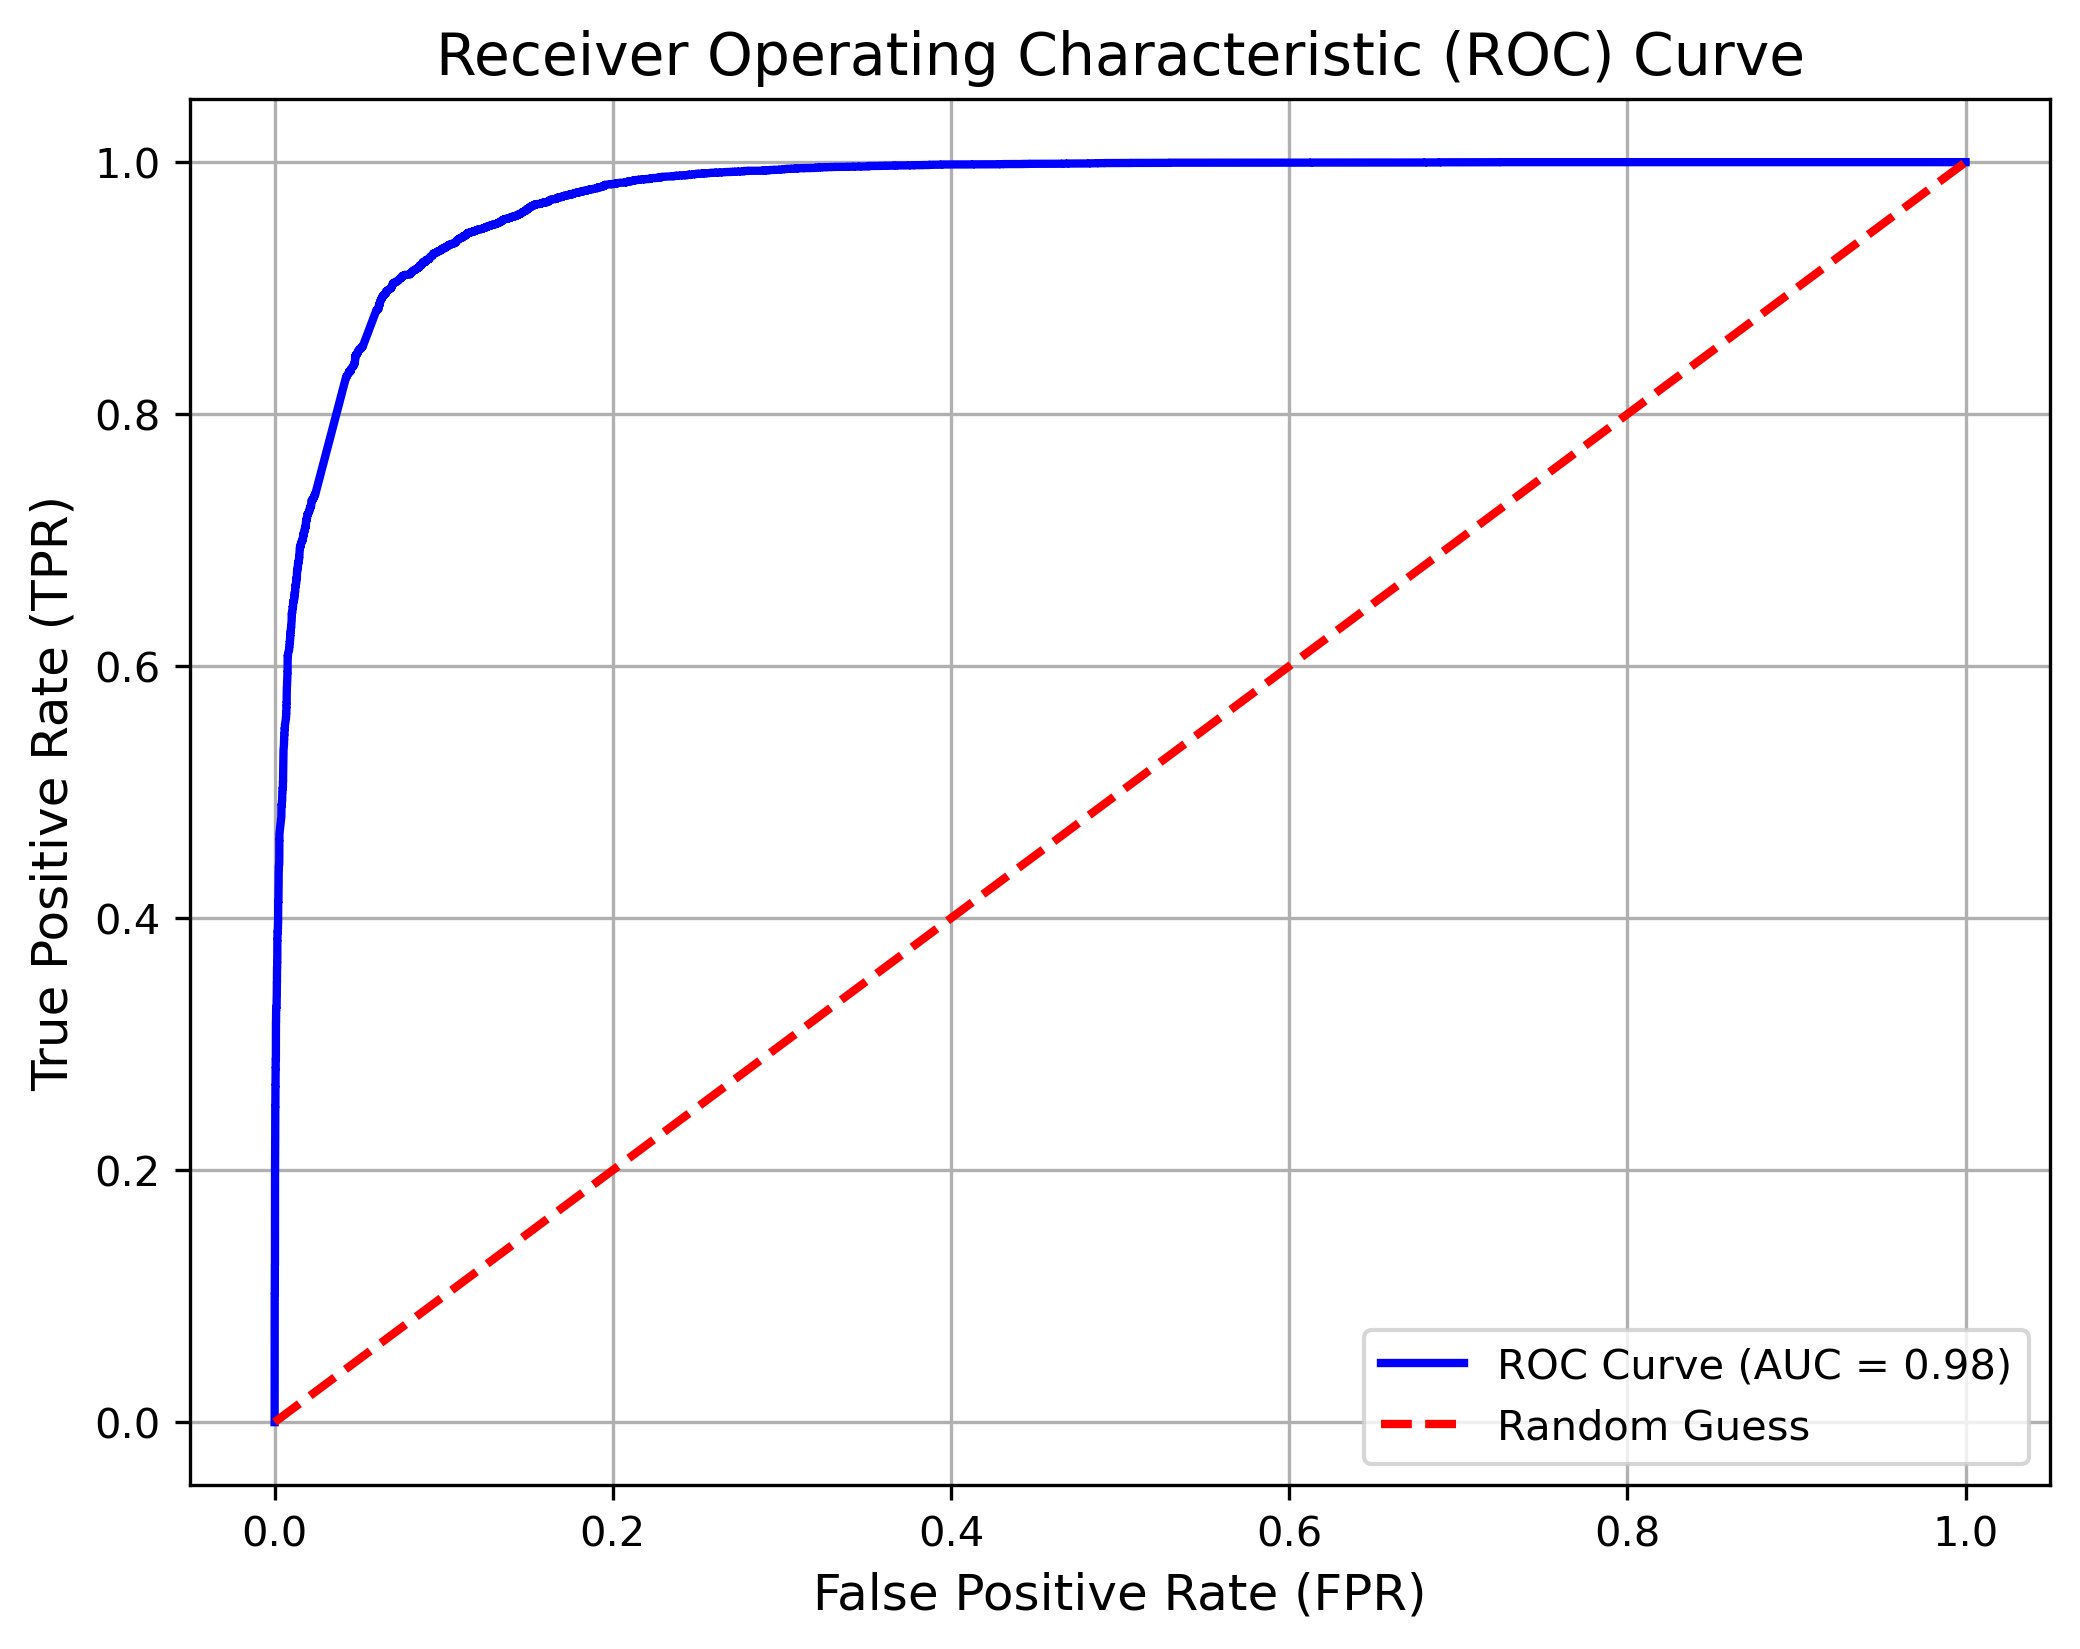 Receiver Operating Characteristic (ROC) Curve
True Positive Rate (TPR)
1.0
0.8
0.6
0.4
0.2
0.0
ROC Curve (AUC = 0.98)
Random Guess
0.0 0.2 0.4 0.6 0.8 1.0
False Positive Rate (FPR)